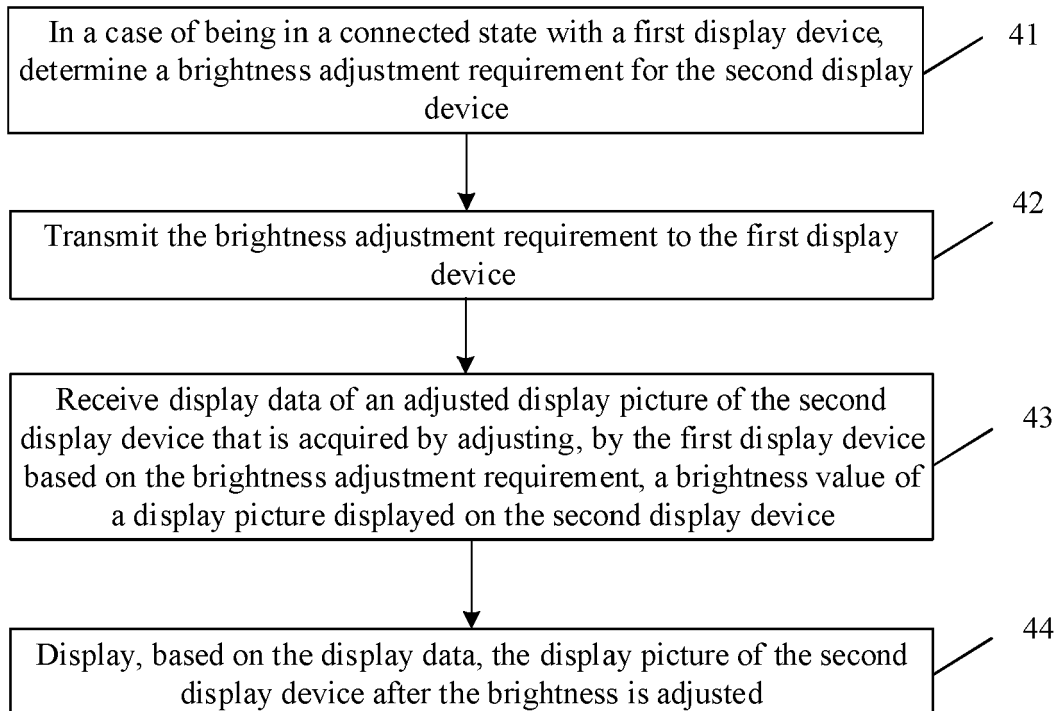 In a case of being in a connected state with a first display device,
determine a brightness adjustment requirement for the second display
device
41
Transmit the brightness adjustment requirement to the first display
device
42
Receive display data of an adjusted display picture of the second
display device that is acquired by adjusting, by the first display device
based on the brightness adjustment requirement, a brightness value of
a display picture displayed on the second display device
43
Display, based on the display data, the display picture of the second
display device after the brightness is adjusted
44